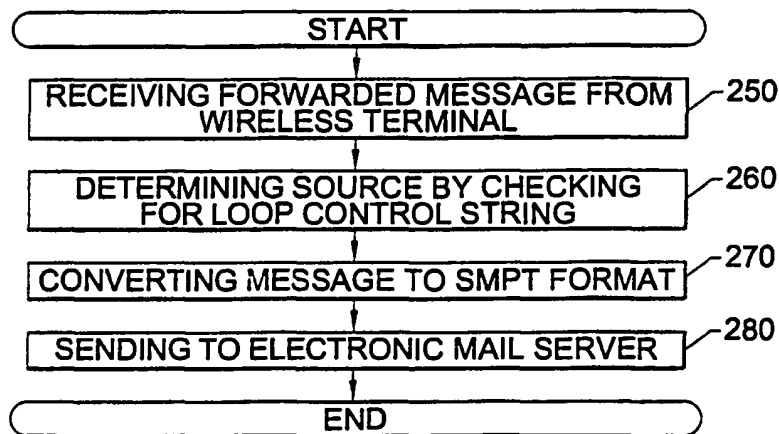 START
RECEIVING FORWARDED MESSAGE FROM
WIRELESS TERMINAL
250
DETERMINING SOURCE BY CHECKING
FOR LOOP CONTROL STRING
260
CONVERTING MESSAGE TO SMPT FORMAT
270
SENDING TO ELECTRONIC MAIL SERVER
280
END